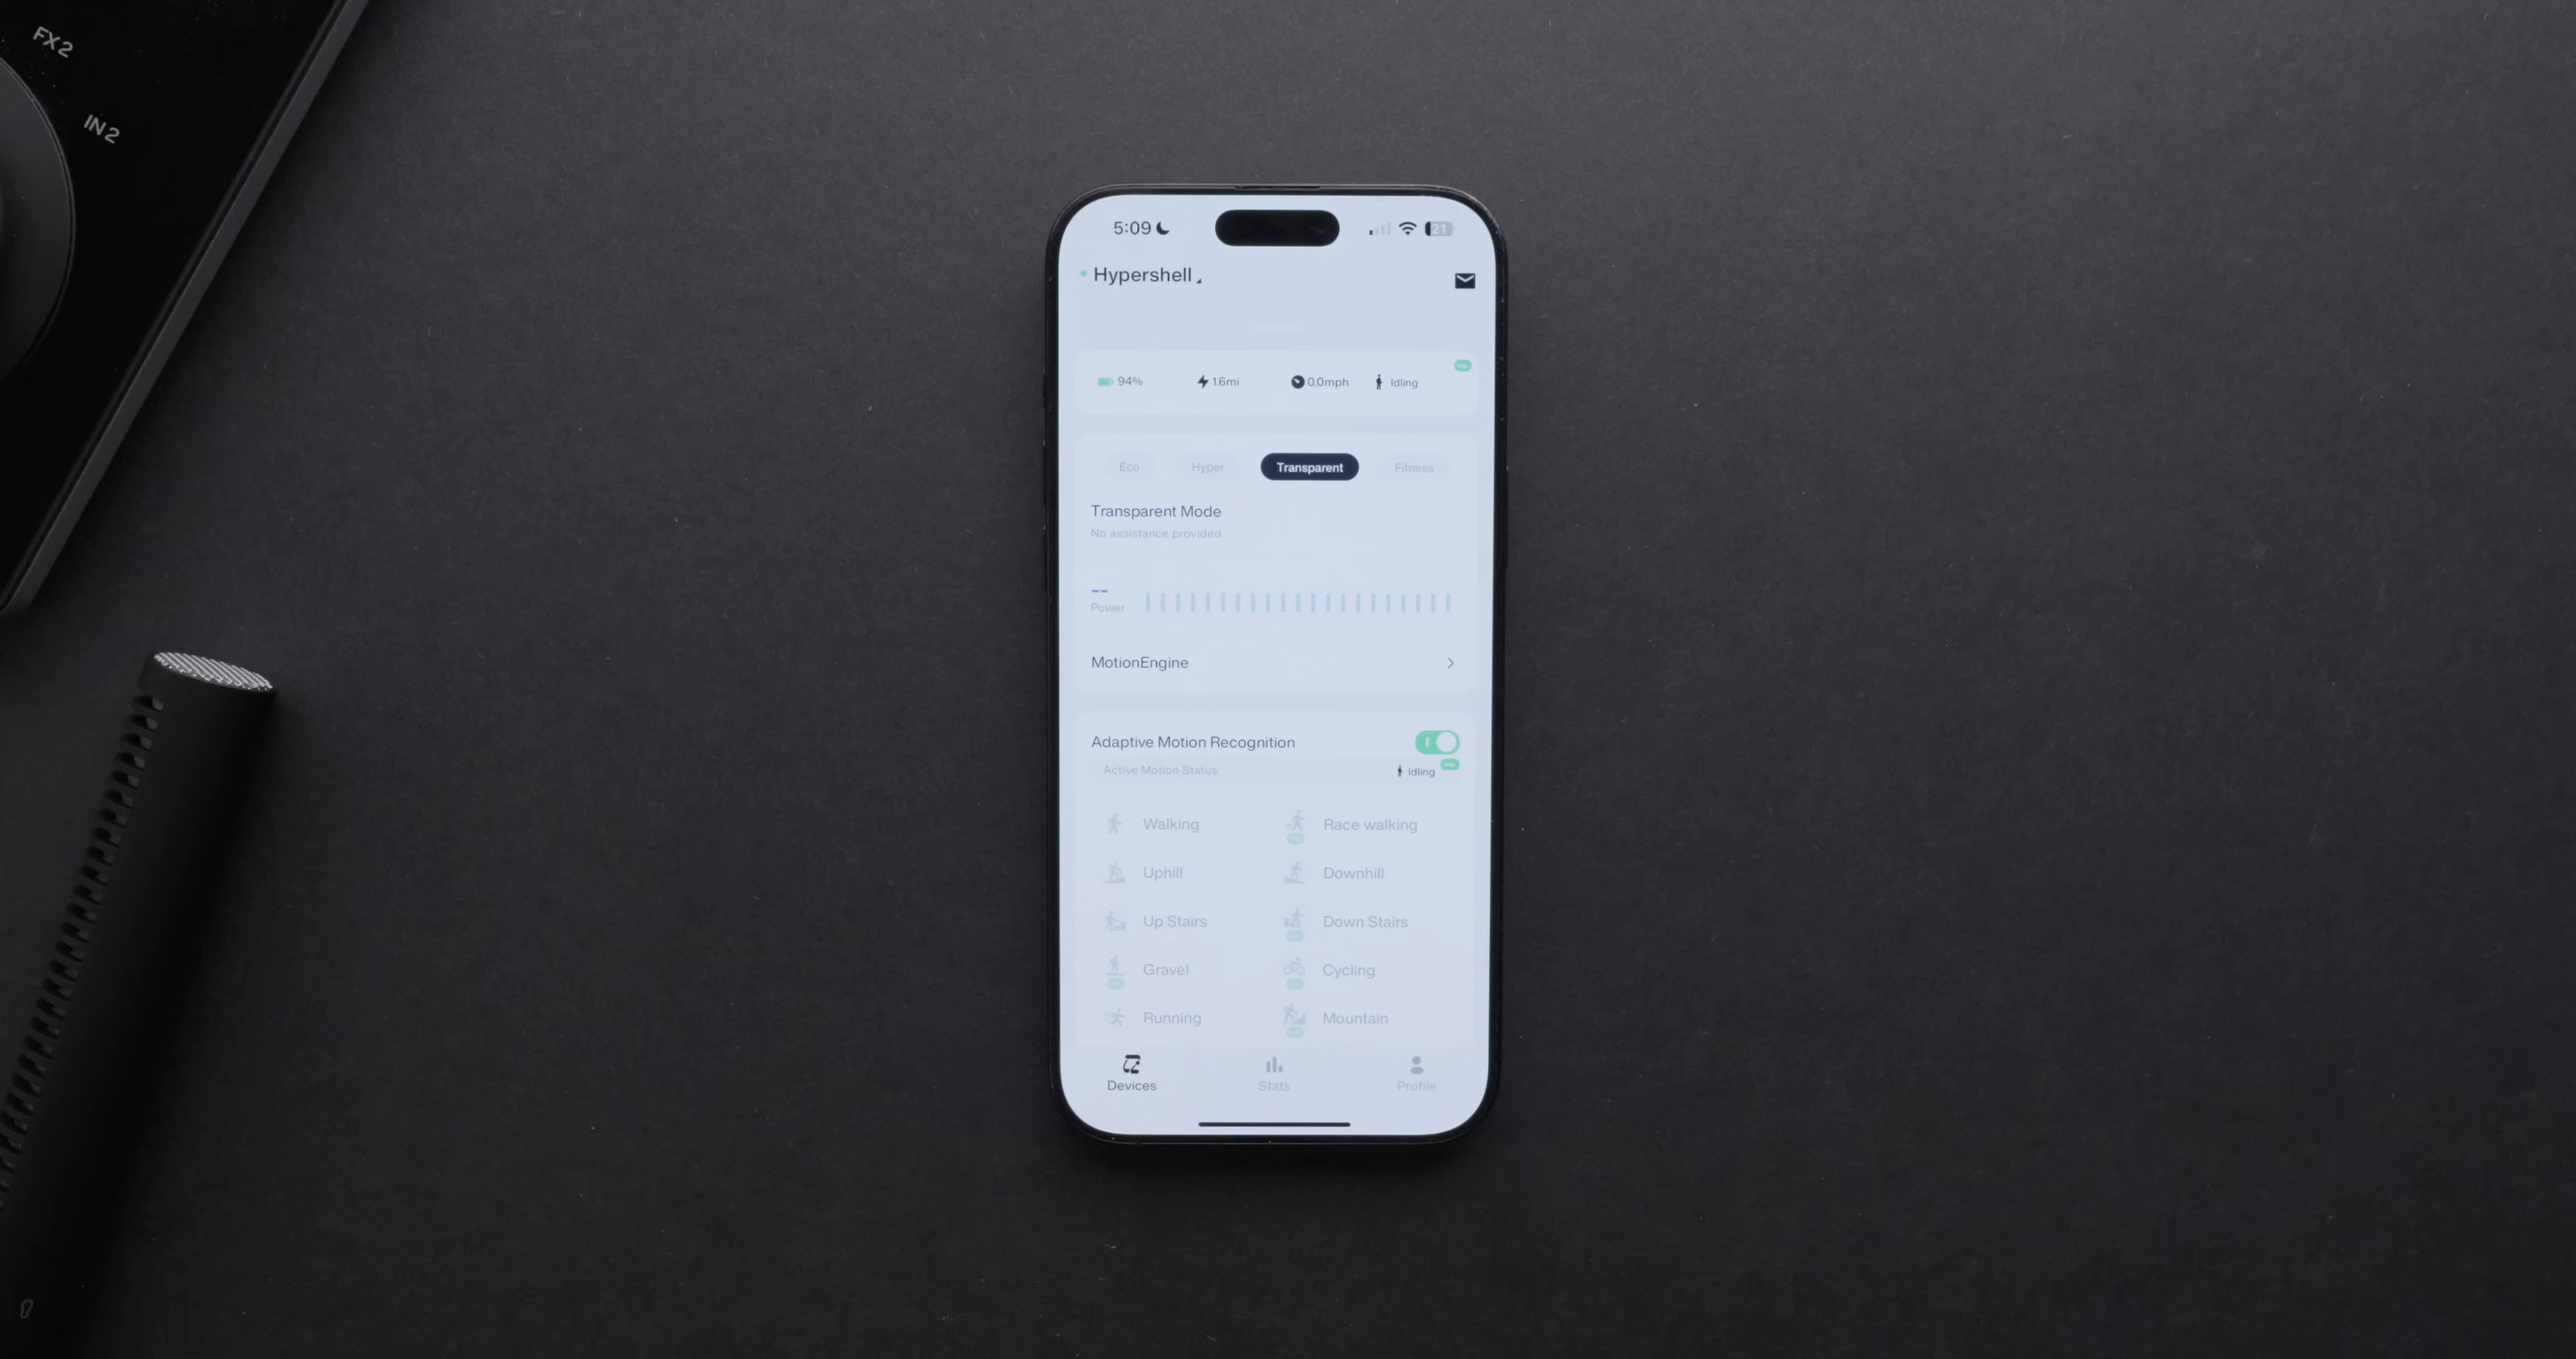 FX2
IN2
5:09
21
Hypershell
94%
1.6mi
0.0mph
Idling
Eco
Hyper
Transparent
Fitness
Transparent Mode
No assistance provided
--
Power
MotionEngine
Adaptive Motion Recognition
Active Motion Status
Idling
Walking
Race walking
Uphill
Downhill
Up Stairs
Down Stairs
Gravel
Cycling
Running
Mountain
Devices
Stats
Profile